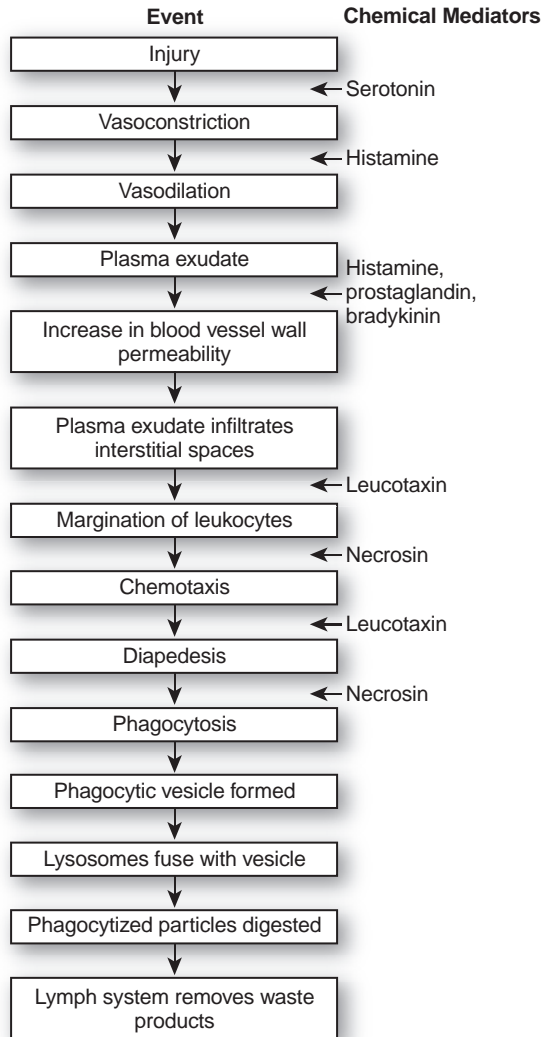 Event
Chemical Mediators
Injury
Serotonin
Vasoconstriction
Histamine
Vasodilation
Plasma exudate
Histamine,
prostaglandin,
bradykinin
Increase in blood vessel wall
permeability
Plasma exudate infiltrates
interstitial spaces
Leucotaxin
Margination of leukocytes
Necrosin
Chemotaxis
Leucotaxin
Diapedesis
Necrosin
Phagocytosis
Phagocytic vesicle formed
Lysosomes fuse with vesicle
Phagocytized particles digested
Lymph system removes waste
products